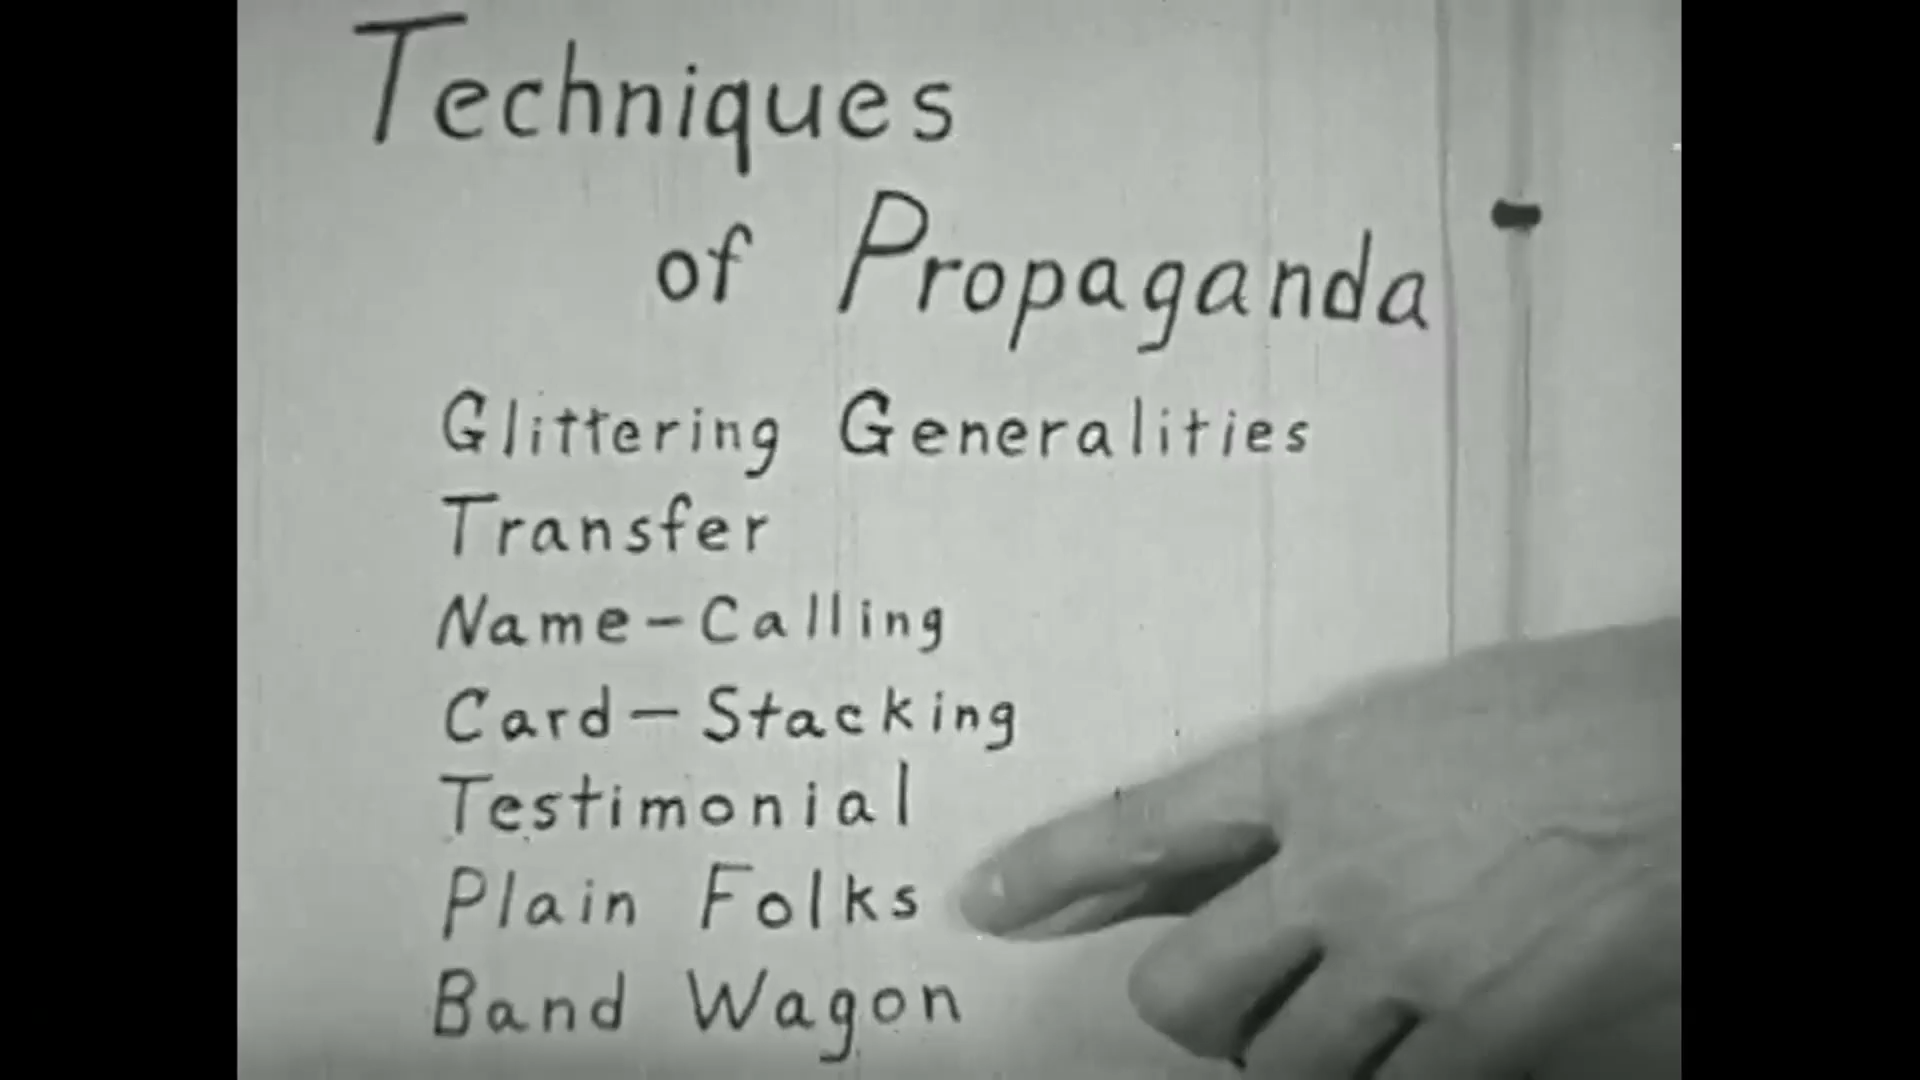 Techniques
of Propaganda
Glittering Generalities
Transfer
Name-Calling
Card-Stacking
Testimonial
Plain Folks
Band Wagon